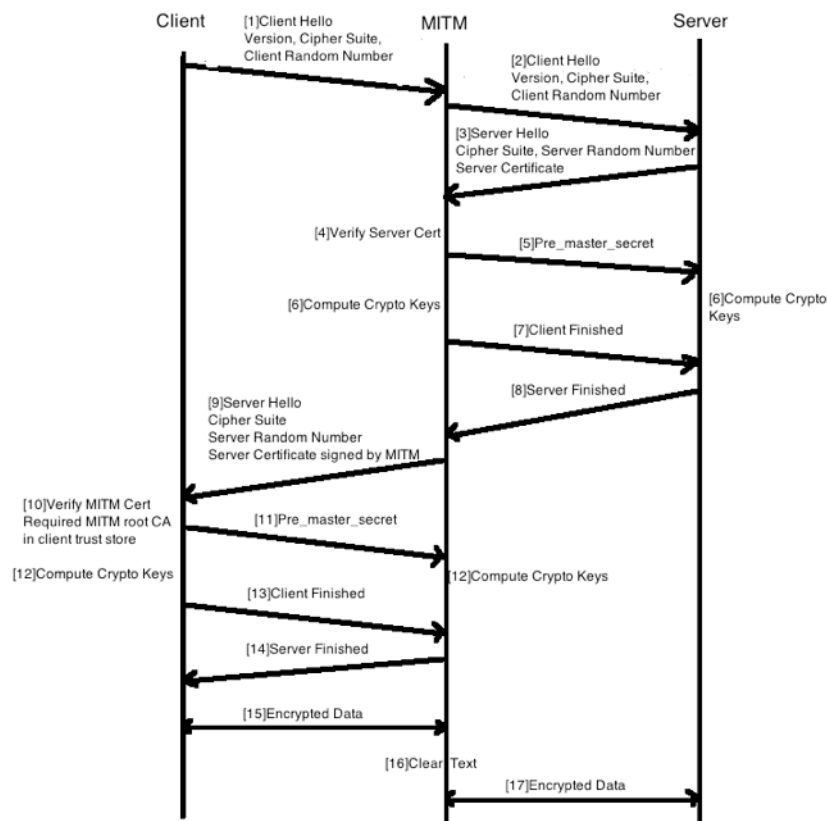 Client
MITM
Server
[1]Client Hello
Version, Cipher Suite,
Client Random Number
[2]Client Hello
Version, Cipher Suite,
Client Random Number
[3]Server Hello
Cipher Suite, Server Random Number
Server Certificate
[4]Verify Server Cert
[5]Pre_master_secret
[6]Compute Crypto Keys
[6]Compute Crypto
Keys
[7]Client Finished
[8]Server Finished
[9]Server Hello
Cipher Suite
Server Random Number
Server Certificate signed by MITM
[10]Verify MITM Cert
Required MITM root CA
in client trust store
[11]Pre_master_secret
[12]Compute Crypto Keys
[12]Compute Crypto Keys
[13]Client Finished
[14]Server Finished
[15]Encrypted Data
[16]Clear Text
[17]Encrypted Data